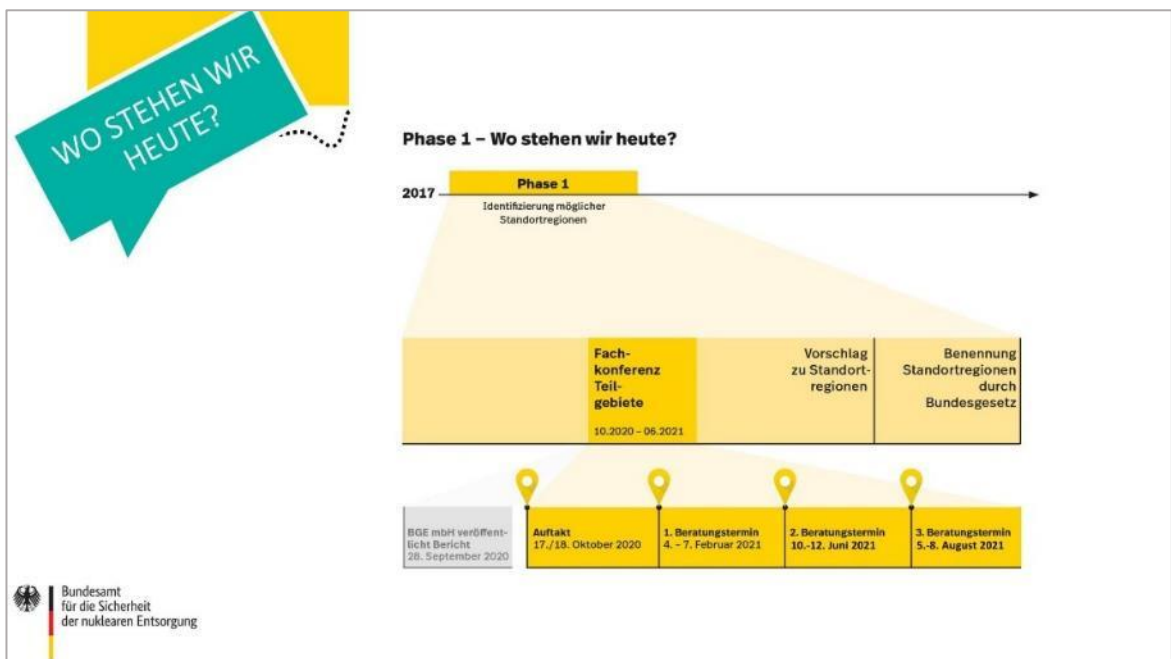 WO STEHEN WIR
HEUTE?
Phase 1 – Wo stehen wir heute?
2017
Phase 1
Identifizierung möglicher
Standortregionen
Fach-
konferenz
Teil-
gebiete
10.2020 – 06.2021
Vorschlag
zu Standort-
regionen
Benennung
Standortregionen
durch
Bundesgesetz
BGE mbH veröffent-
licht Bericht
28. September 2020
Auftakt
17./18. Oktober 2020
1. Beratungstermin
4. – 7. Februar 2021
2. Beratungstermin
10.-12. Juni 2021
3. Beratungstermin
5.-8. August 2021
Bundesamt
für die Sicherheit
der nuklearen Entsorgung